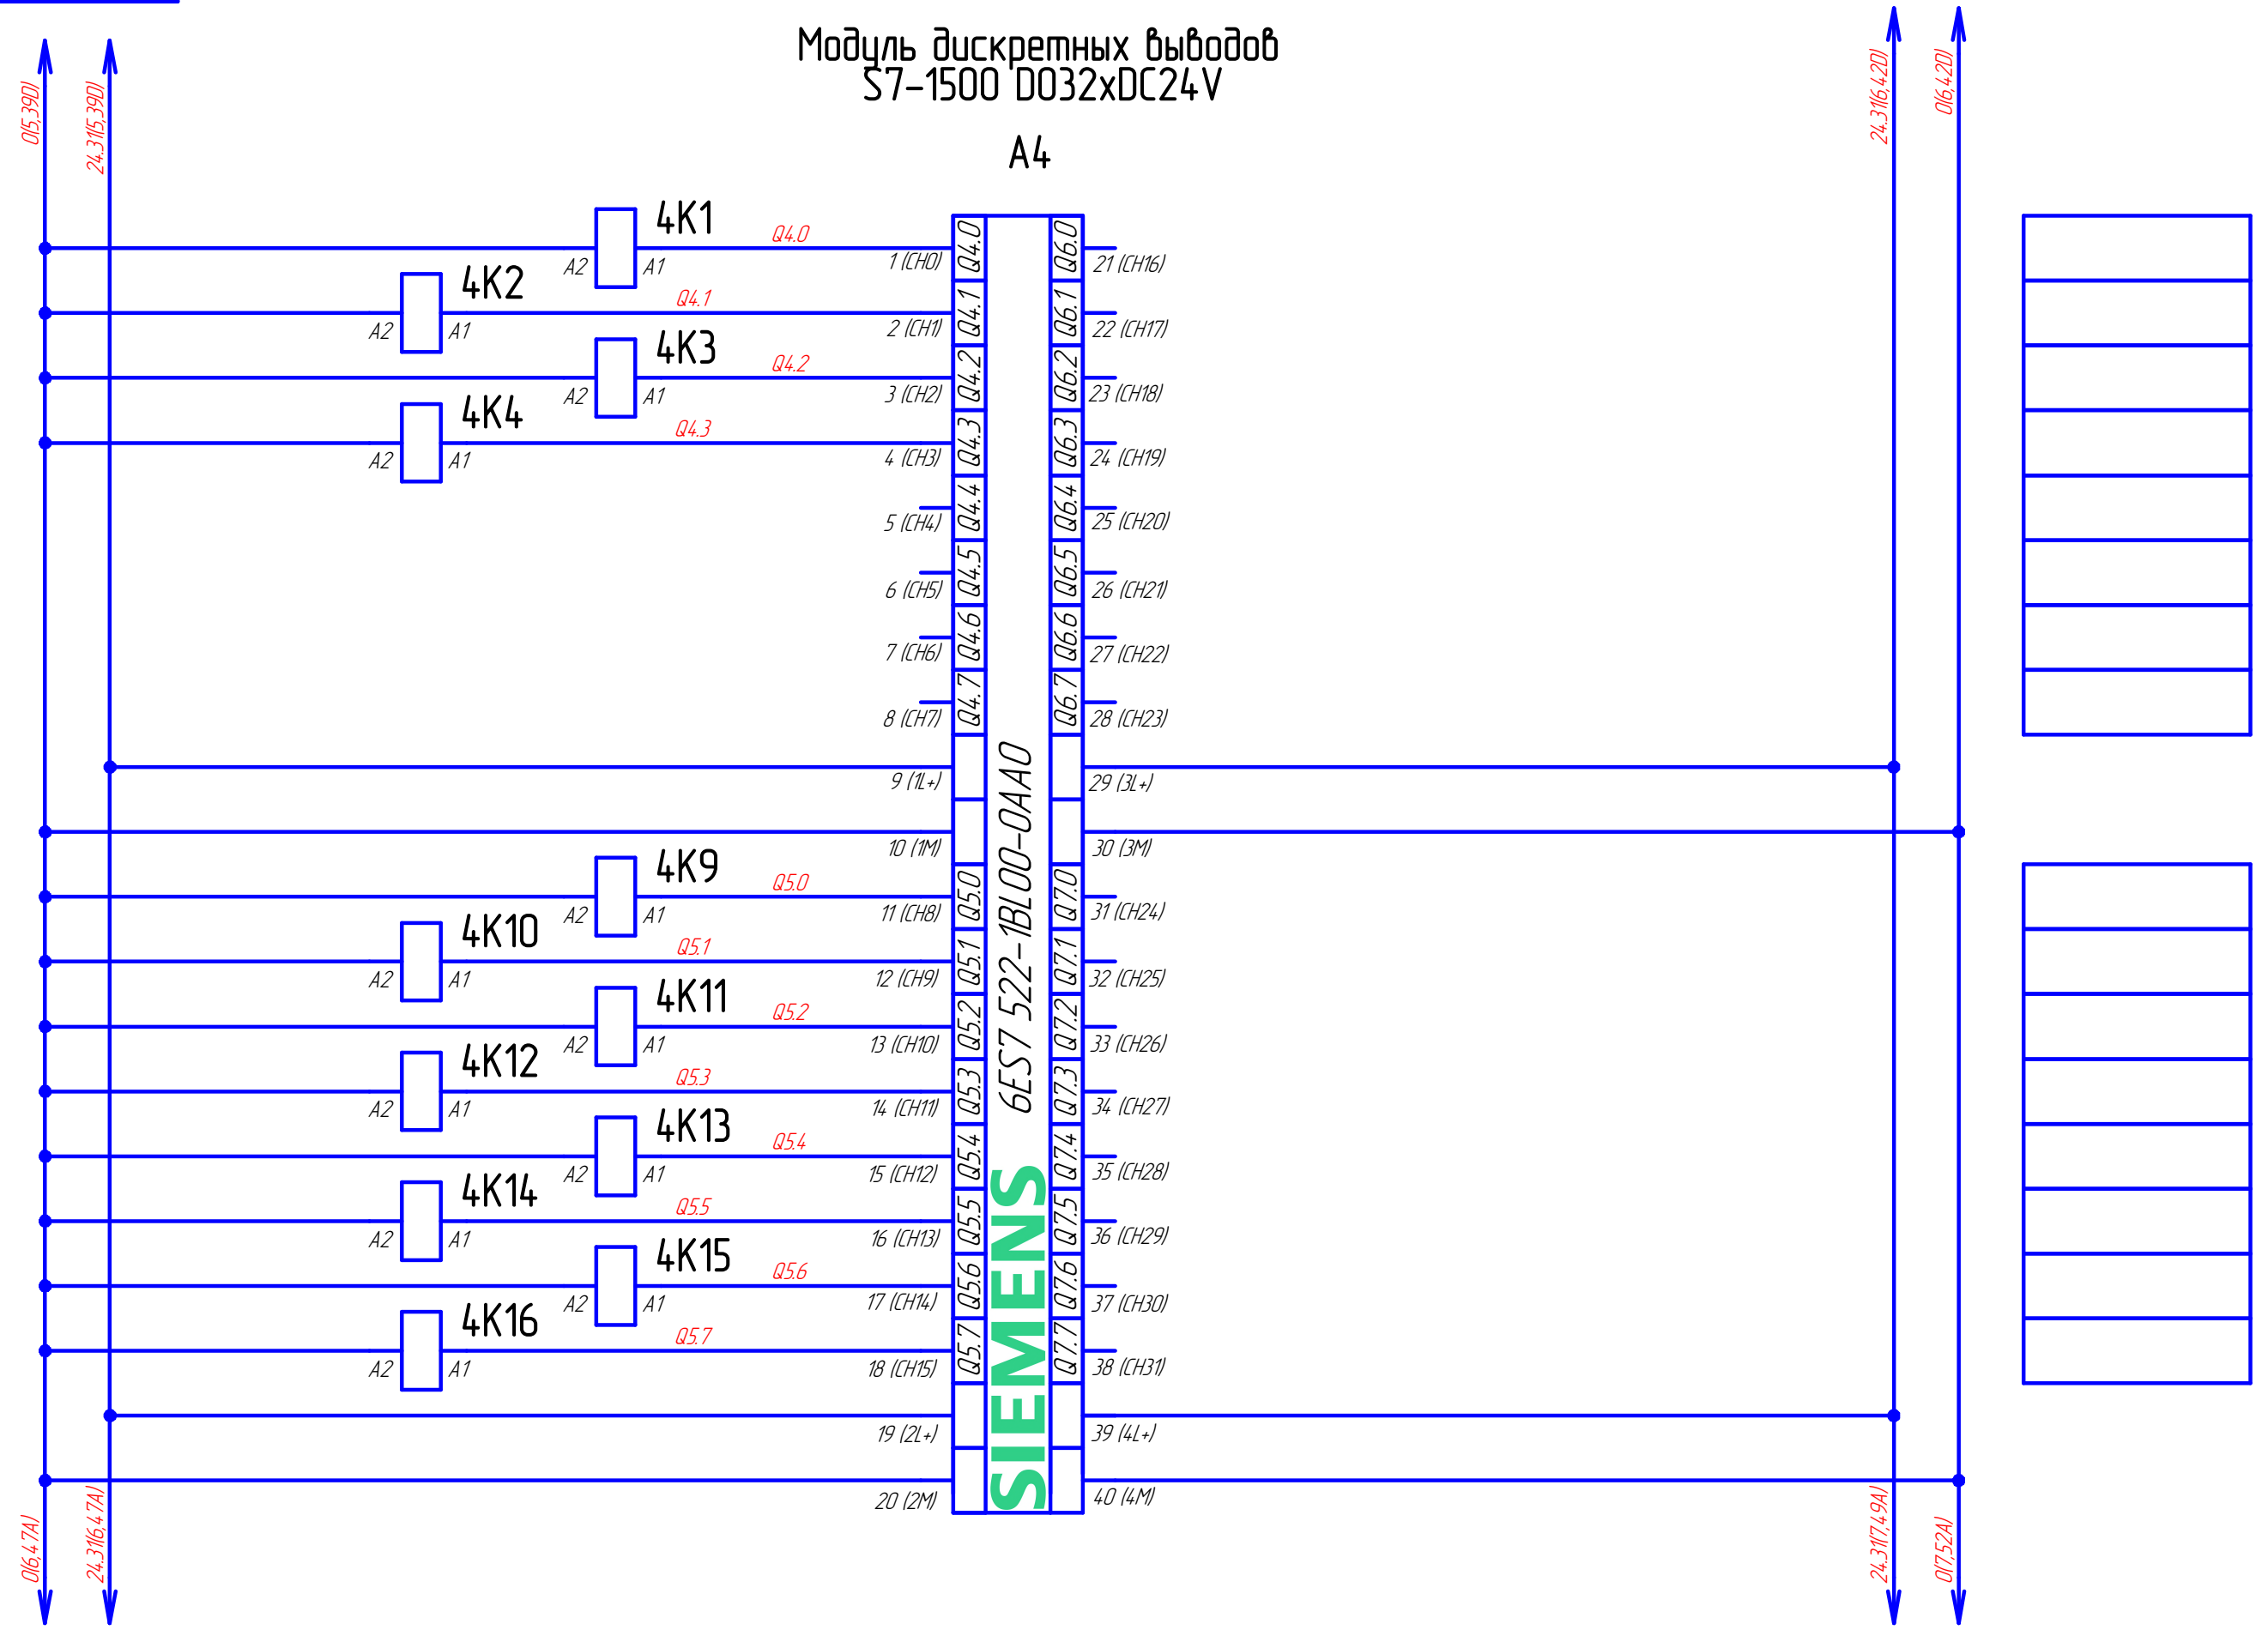 Модуль дискретных выводов
S7-1500 DO32xDC24V
A4
0(5,39D)
24.31(5,39D)
24.31(6,42D)
0(6,42D)
4K1
Q4.0
A2 A1
1 (CH0) Q4.0
Q6.0 21 (CH16)
4K2
Q4.1
A2 A1
2 (CH1) Q4.1
Q6.1 22 (CH17)
4K3
Q4.2
A2 A1
3 (CH2) Q4.2
Q6.2 23 (CH18)
4K4
Q4.3
A2 A1
4 (CH3) Q4.3
Q6.3 24 (CH19)
5 (CH4) Q4.4
Q6.4 25 (CH20)
6 (CH5) Q4.5
Q6.5 26 (CH21)
7 (CH6) Q4.6
Q6.6 27 (CH22)
8 (CH7) Q4.7
Q6.7 28 (CH23)
9 (1L+)
29 (3L+)
10 (1M)
30 (3M)
6ES7 522-1BL00-0AA0
SIEMENS
4K9
Q5.0
A2 A1
11 (CH8) Q5.0
Q7.0 31 (CH24)
4K10
Q5.1
A2 A1
12 (CH9) Q5.1
Q7.1 32 (CH25)
4K11
Q5.2
A2 A1
13 (CH10) Q5.2
Q7.2 33 (CH26)
4K12
Q5.3
A2 A1
14 (CH11) Q5.3
Q7.3 34 (CH27)
4K13
Q5.4
A2 A1
15 (CH12) Q5.4
Q7.4 35 (CH28)
4K14
Q5.5
A2 A1
16 (CH13) Q5.5
Q7.5 36 (CH29)
4K15
Q5.6
A2 A1
17 (CH14) Q5.6
Q7.6 37 (CH30)
4K16
Q5.7
A2 A1
18 (CH15) Q5.7
Q7.7 38 (CH31)
19 (2L+)
39 (4L+)
20 (2M)
40 (4M)
0(6,47A)
24.31(6,47A)
24.31(7,49A)
0(7,52A)